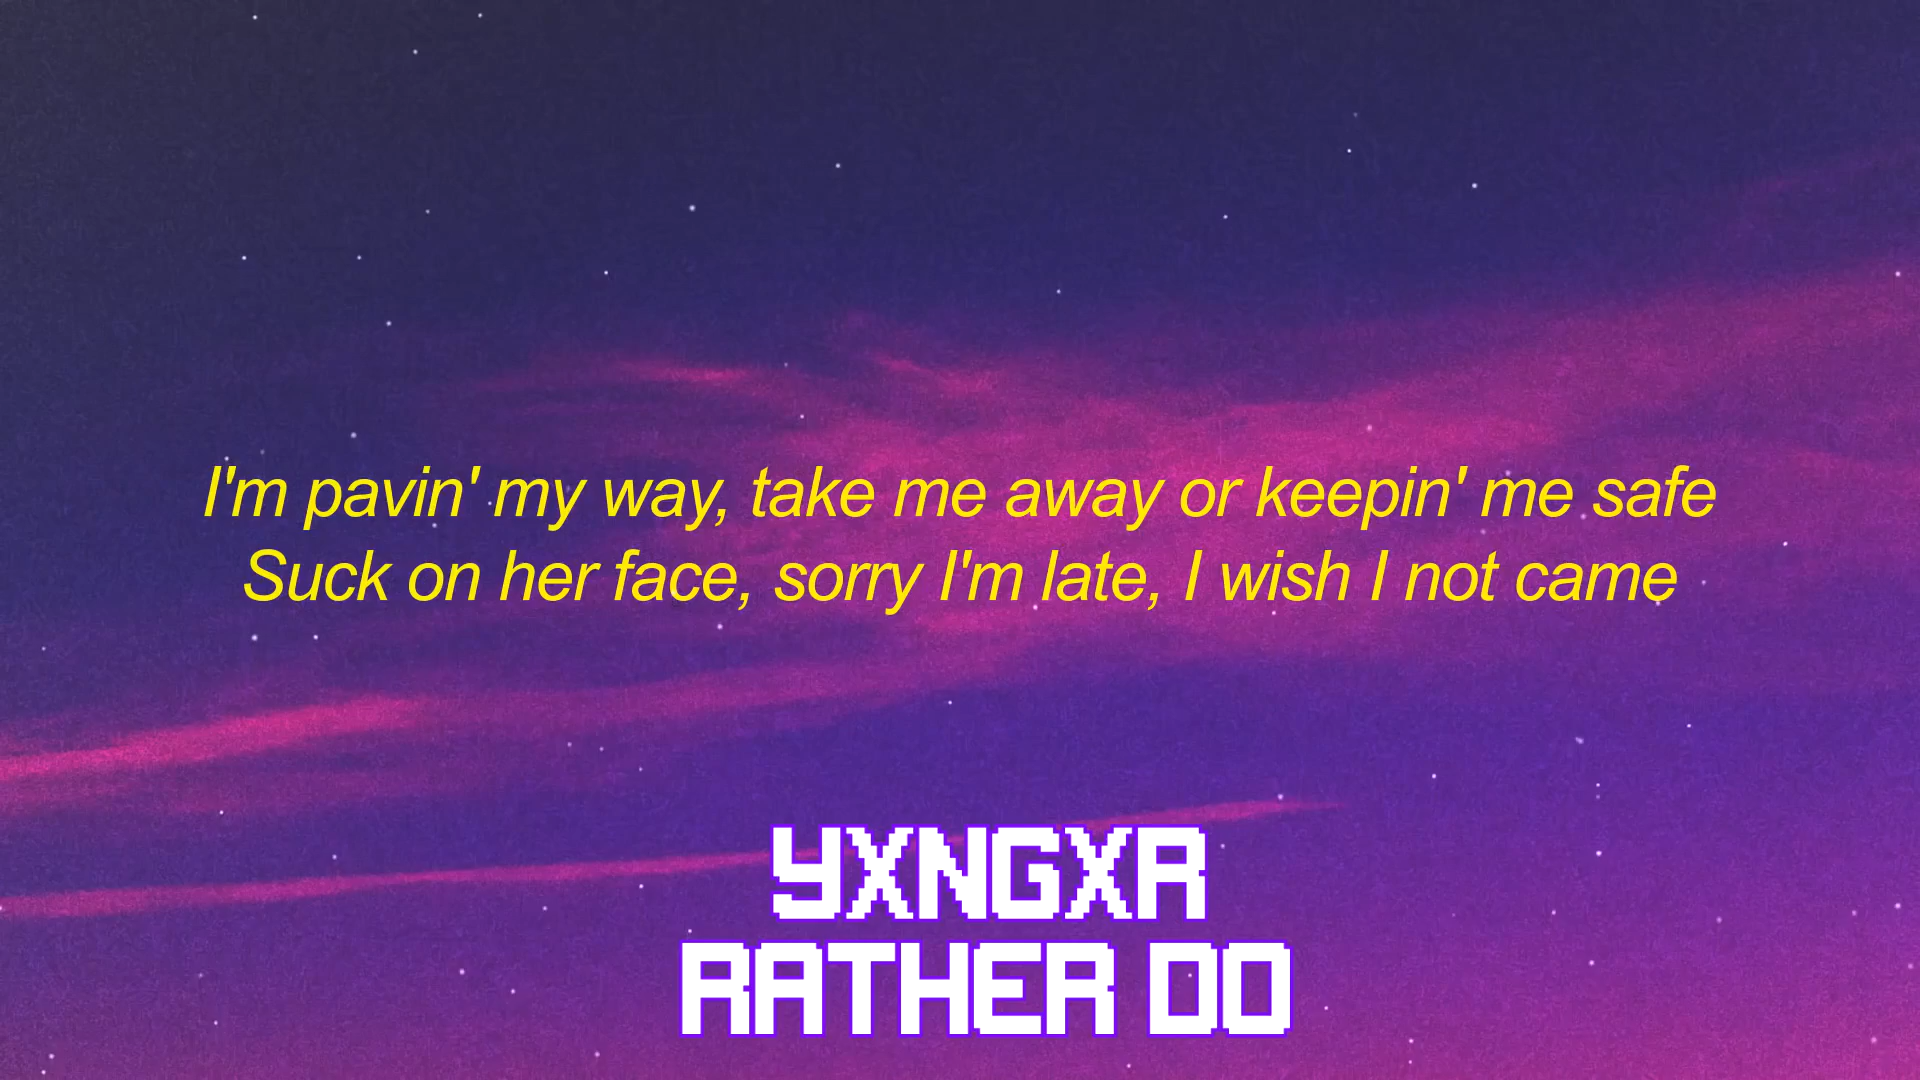 I'm pavin' my way, take me away or keepin' me safe
Suck on her face, sorry I'm late, I wish I not came
YXNGXR
RATHER DO